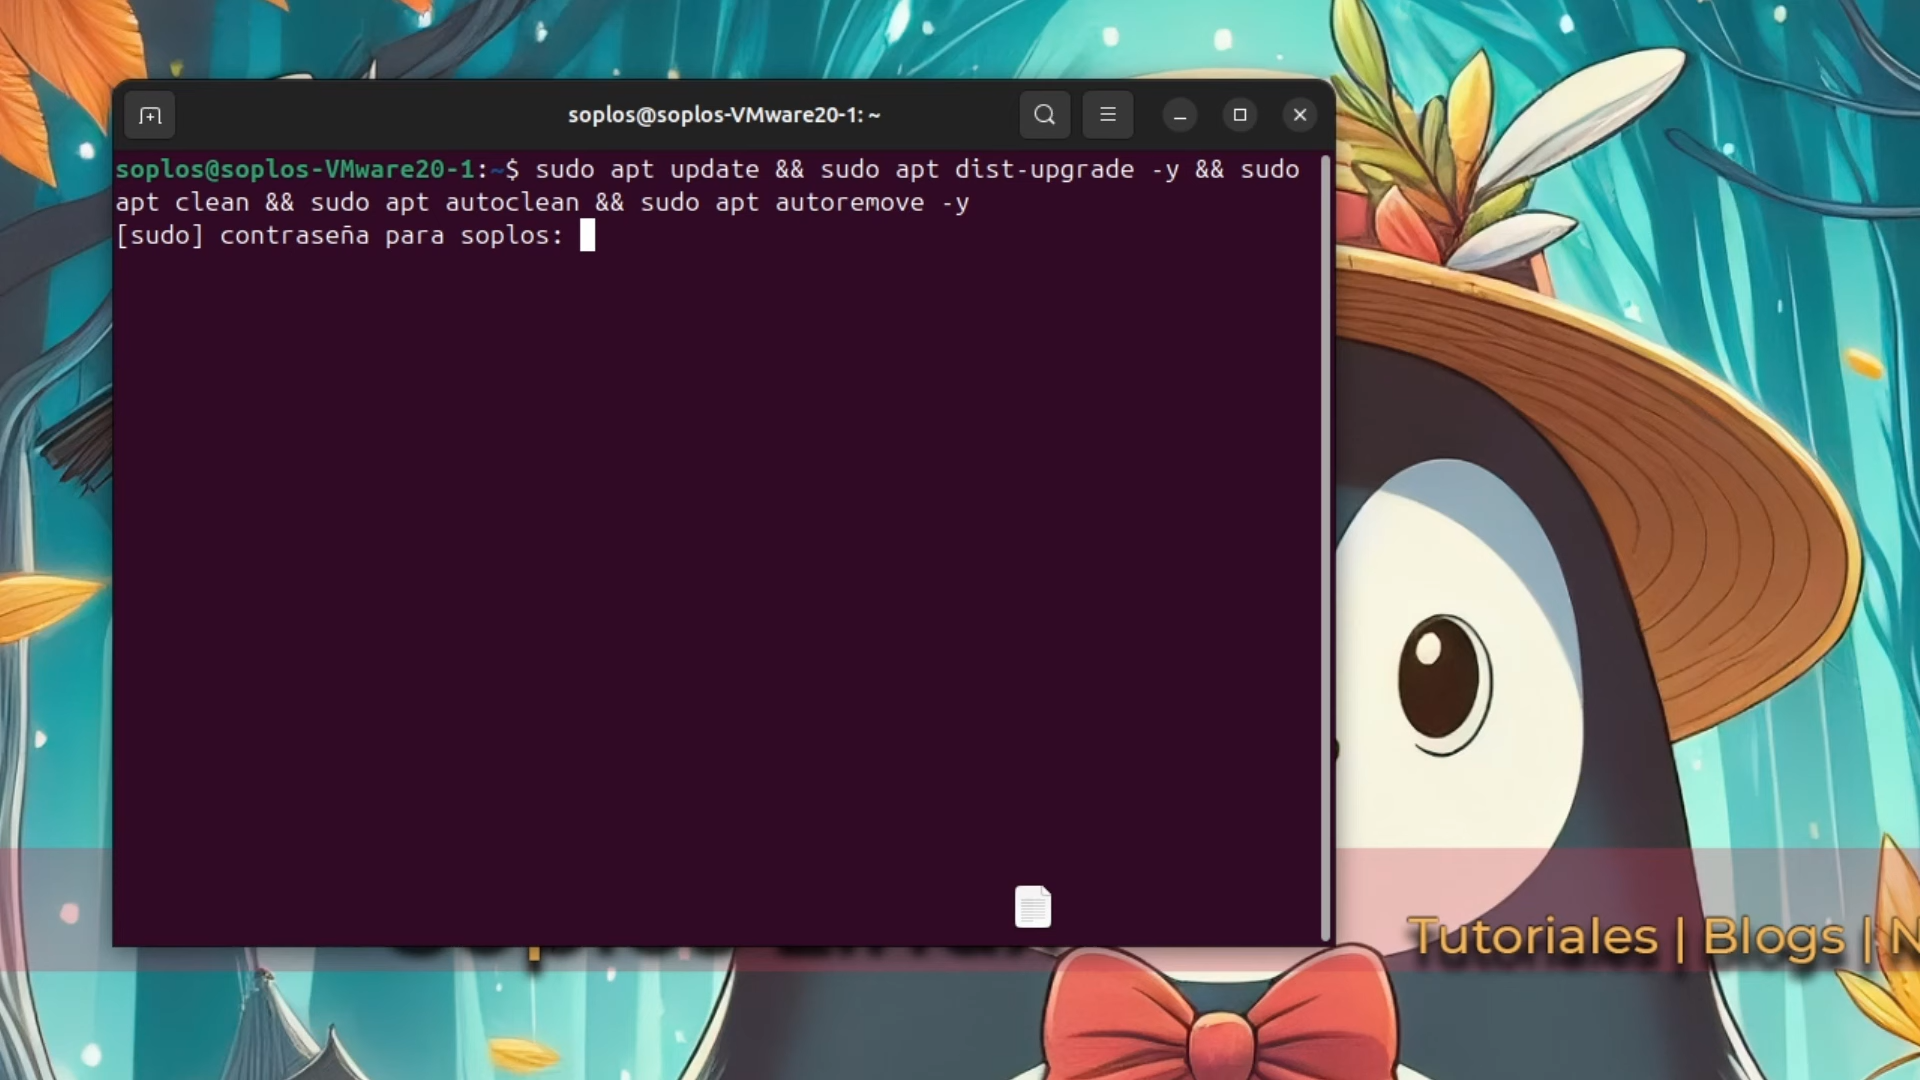 soplos@soplos-VMware20-1: ~
soplos@soplos-VMware20-1:~$ sudo apt update && sudo apt dist-upgrade -y && sudo
apt clean && sudo apt autoclean && sudo apt autoremove -y
[sudo] contraseña para soplos:
Tutoriales | Blogs | N